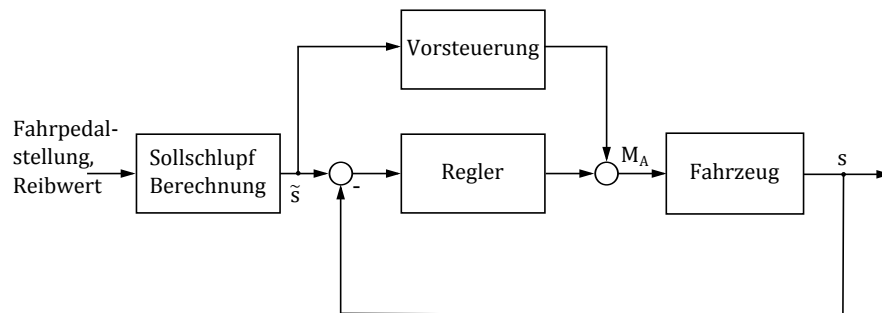 Vorsteuerung
Fahrpedal-
stellung,
Reibwert
Sollschlupf
Berechnung
s̃
-
Regler
M_A
Fahrzeug
s